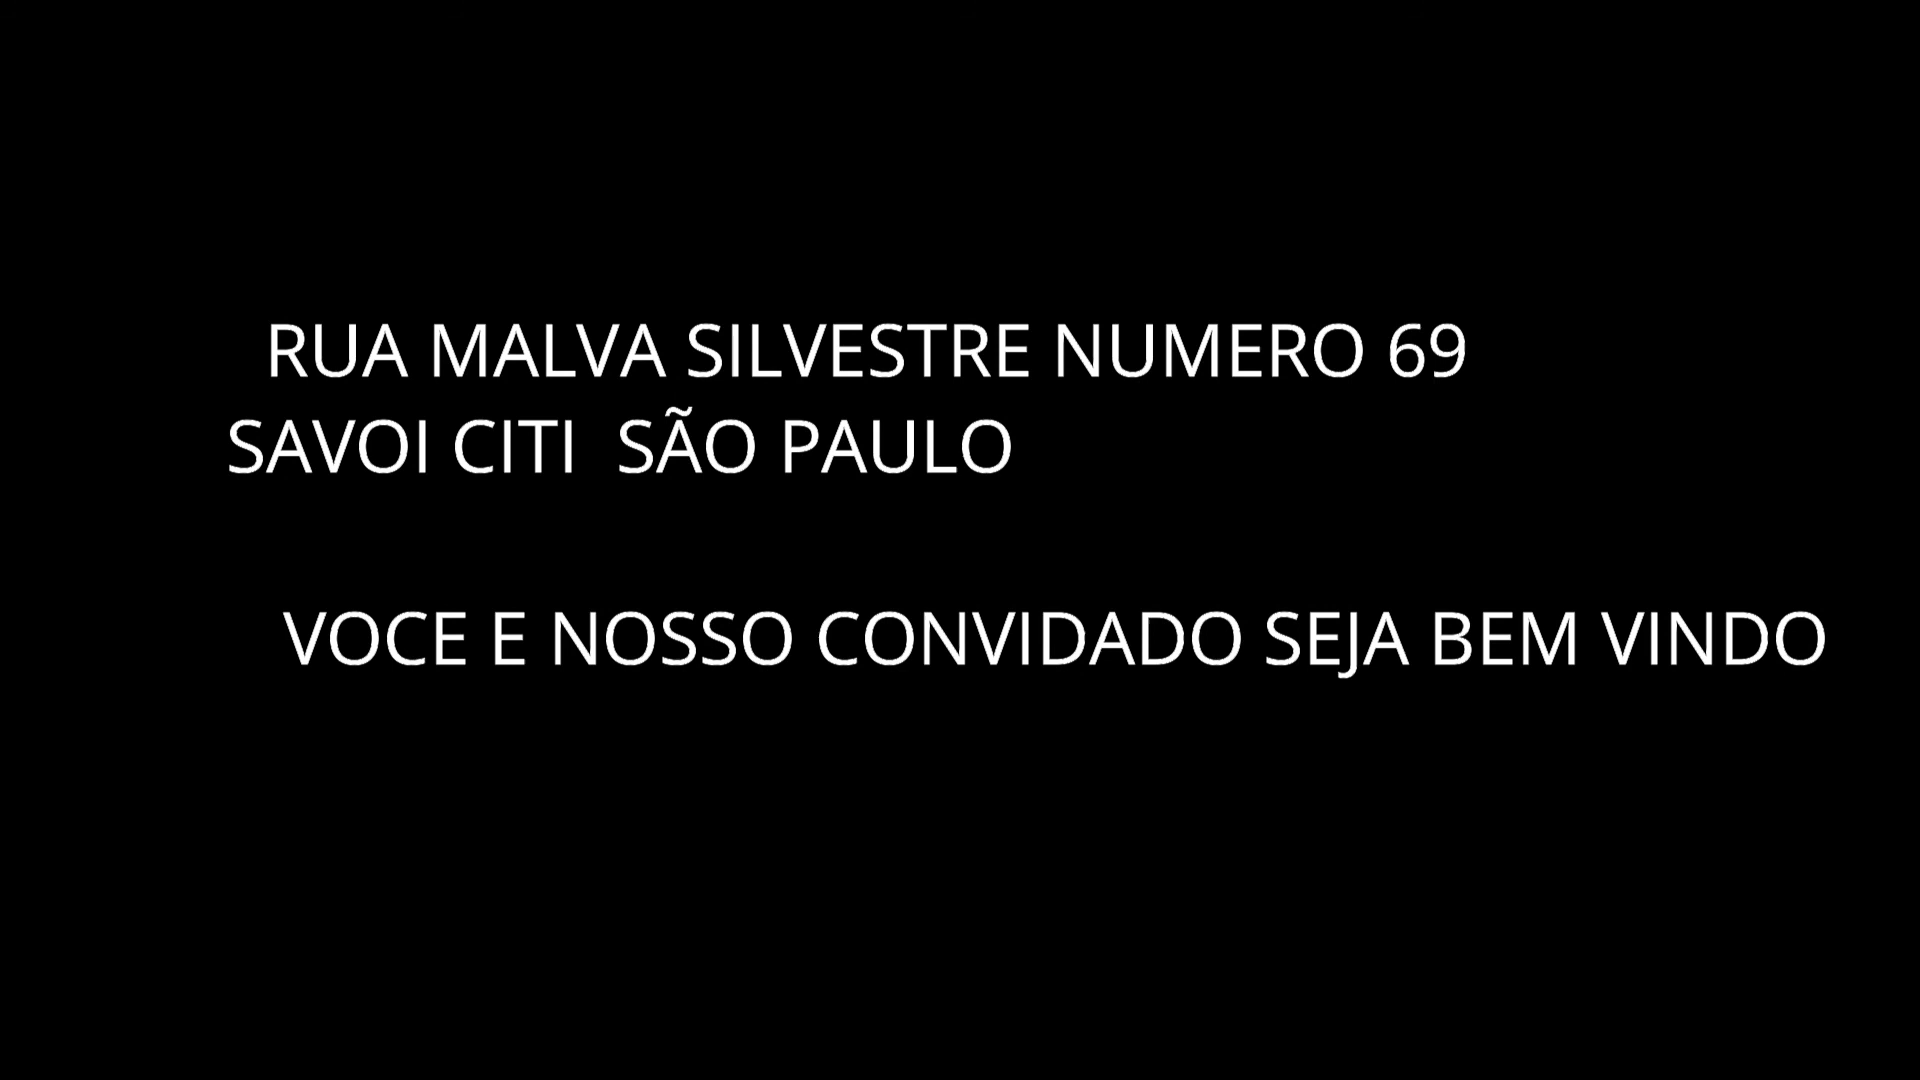 RUA MALVA SILVESTRE NUMERO 69
SAVOI CITI  SÃO PAULO
VOCE E NOSSO CONVIDADO SEJA BEM VINDO